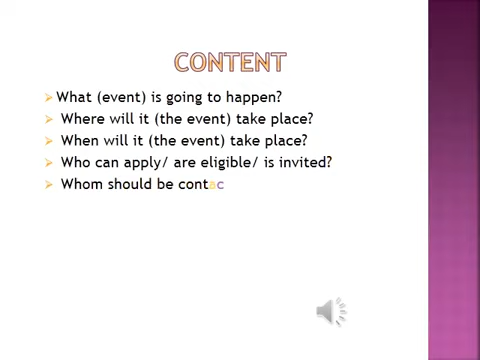 CONTENT
What (event) is going to happen?
Where will it (the event) take place?
When will it (the event) take place?
Who can apply/ are eligible/ is invited?
Whom should be contac